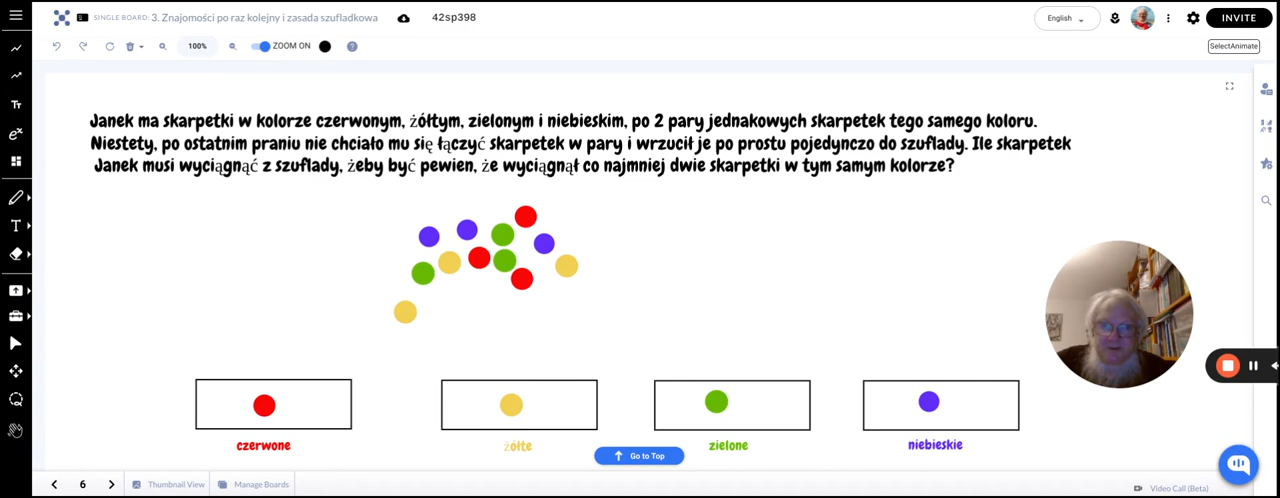 SINGLE BOARD: 3. Znajomości po raz kolejny i zasada szufladkowa
42sp398
English
INVITE
100%
ZOOM ON
?
SelectAnimate
Janek ma skarpetki w kolorze czerwonym, żółtym, zielonym i niebieskim, po 2 pary jednakowych skarpetek tego samego koloru.
Niestety, po ostatnim praniu nie chciało mu się łączyć skarpetek w pary i wrzucił je po prostu pojedynczo do szuflady. Ile skarpetek
Janek musi wyciągnąć z szuflady, żeby być pewien, że wyciągnął co najmniej dwie skarpetki w tym samym kolorze?
Tт
eˣ
T
czerwone
żółte
zielone
niebieskie
Go to Top
6
Thumbnail View
Manage Boards
Video Call (Beta)